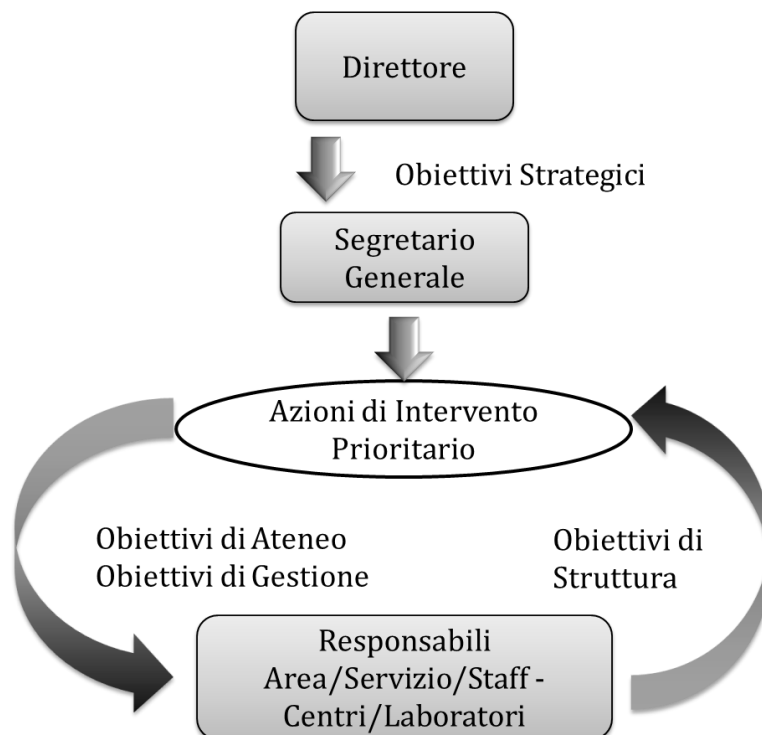 Direttore
Obiettivi Strategici
Segretario
Generale
Azioni di Intervento
Prioritario
Obiettivi di Ateneo
Obiettivi di Gestione
Obiettivi di
Struttura
Responsabili
Area/Servizio/Staff -
Centri/Laboratori